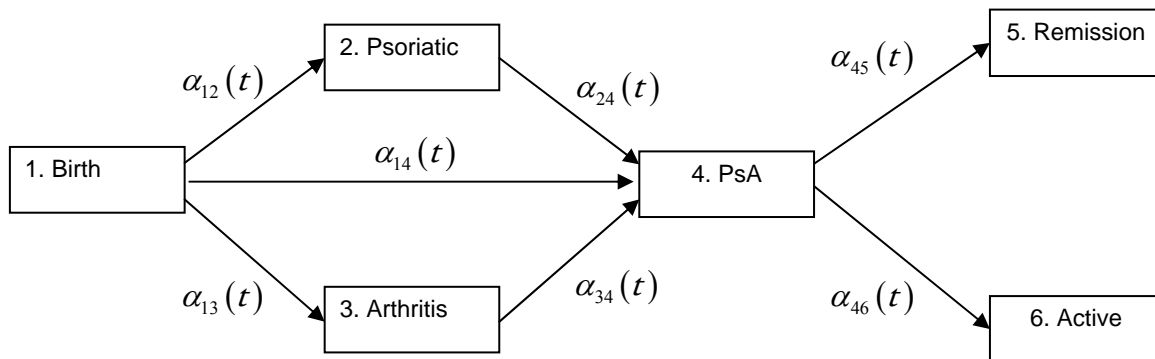 2. Psoriatic
5. Remission
α₁₂(t)
α₂₄(t)
α₄₅(t)
1. Birth
α₁₄(t)
4. PsA
α₁₃(t)
3. Arthritis
α₃₄(t)
α₄₆(t)
6. Active